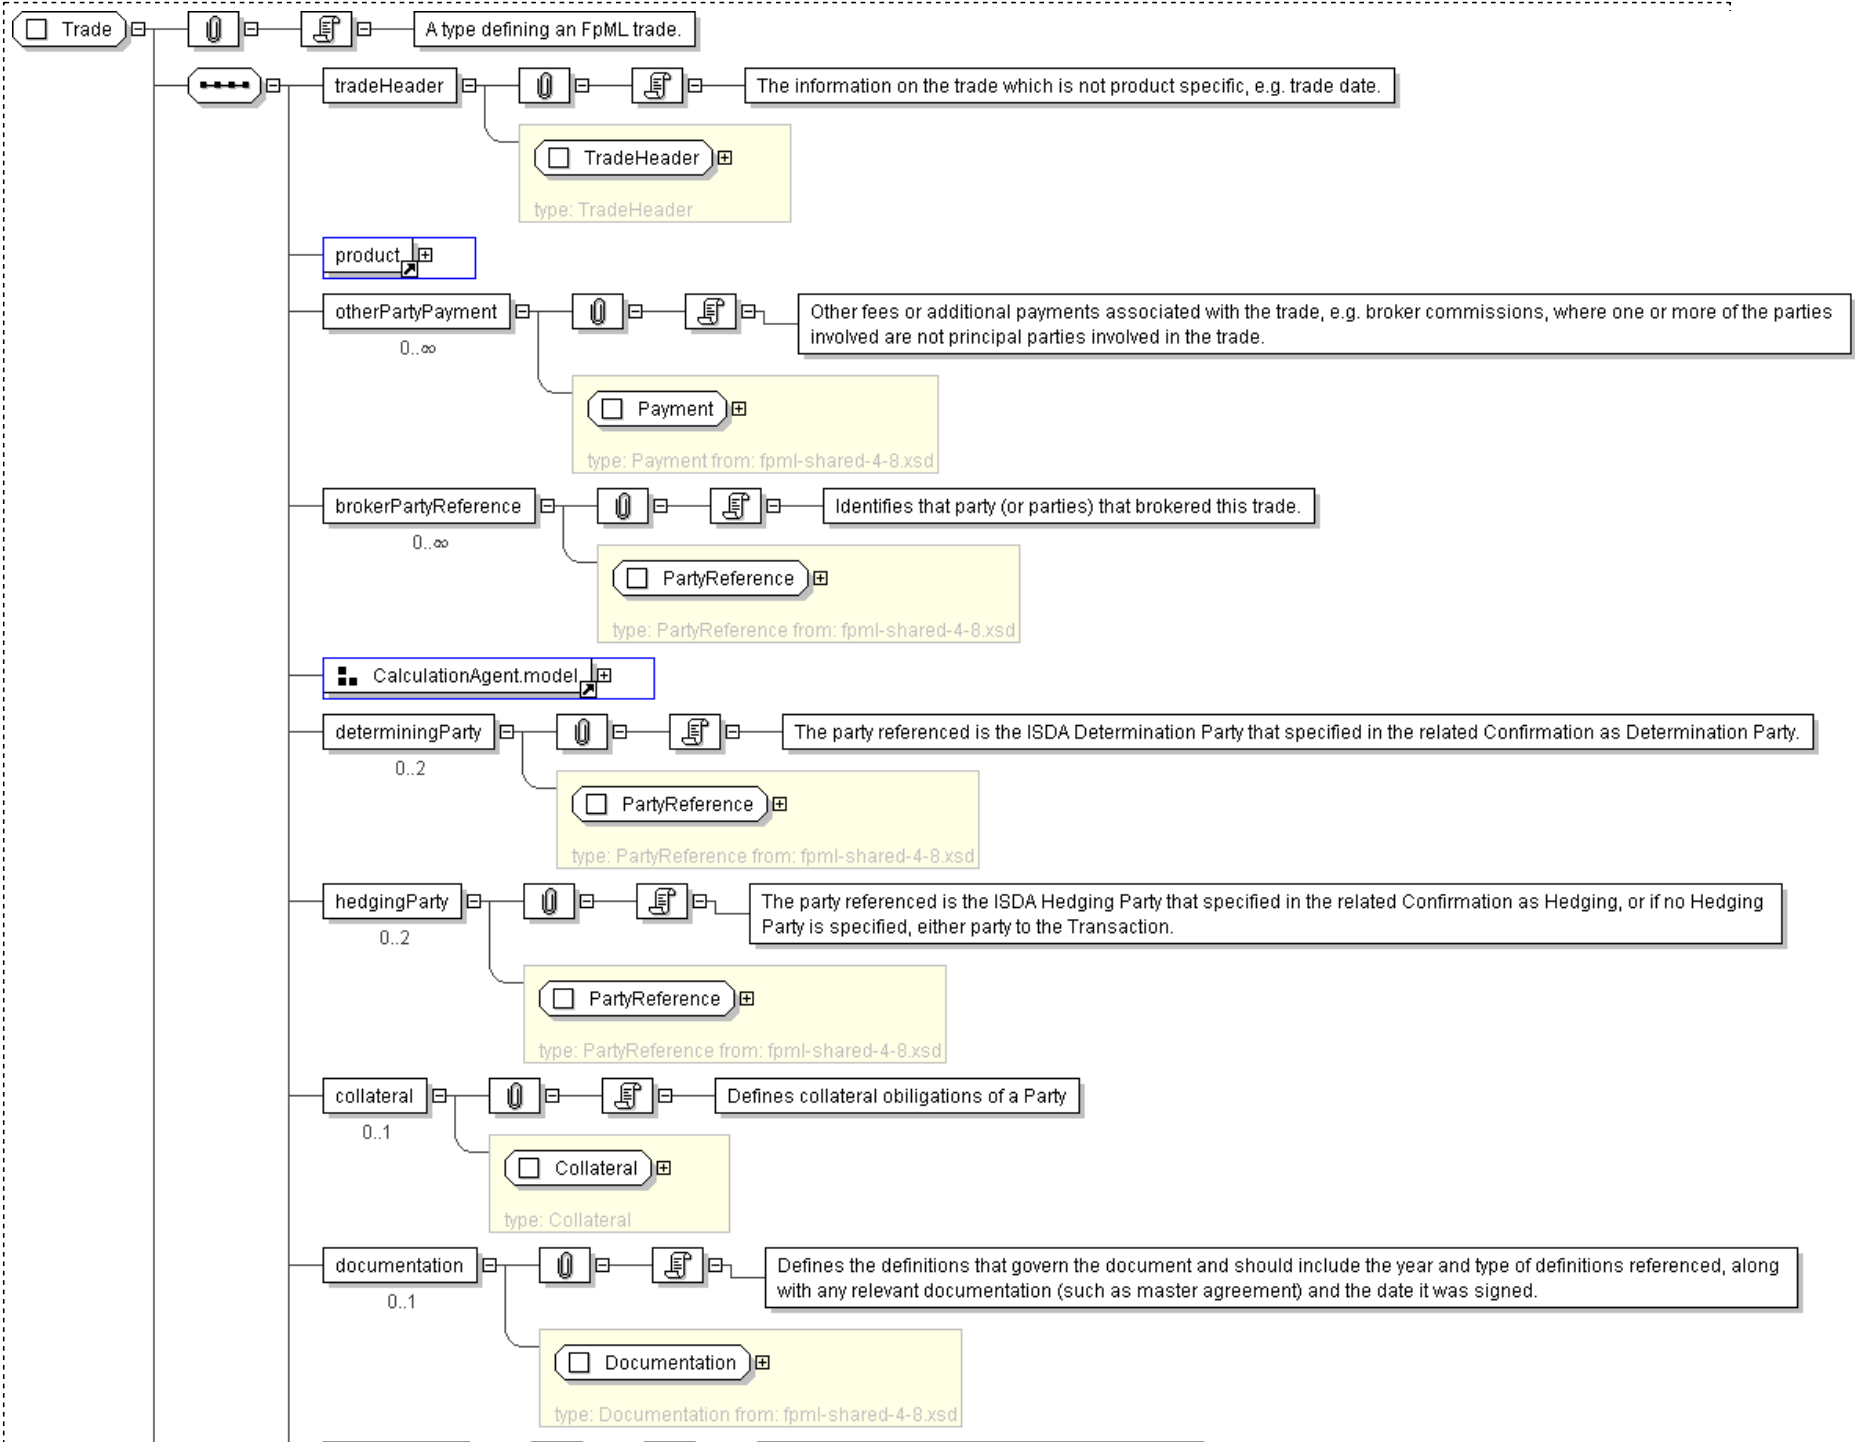 Trade
A type defining an FpML trade.
tradeHeader
The information on the trade which is not product specific, e.g. trade date.
TradeHeader
type: TradeHeader
product
otherPartyPayment
0..∞
Other fees or additional payments associated with the trade, e.g. broker commissions, where one or more of the parties
involved are not principal parties involved in the trade.
Payment
type: Payment from: fpml-shared-4-8.xsd
brokerPartyReference
0..∞
Identifies that party (or parties) that brokered this trade.
PartyReference
type: PartyReference from: fpml-shared-4-8.xsd
CalculationAgent.model
determiningParty
0..2
The party referenced is the ISDA Determination Party that specified in the related Confirmation as Determination Party.
PartyReference
type: PartyReference from: fpml-shared-4-8.xsd
hedgingParty
0..2
The party referenced is the ISDA Hedging Party that specified in the related Confirmation as Hedging, or if no Hedging
Party is specified, either party to the Transaction.
PartyReference
type: PartyReference from: fpml-shared-4-8.xsd
collateral
0..1
Defines collateral obiligations of a Party
Collateral
type: Collateral
documentation
0..1
Defines the definitions that govern the document and should include the year and type of definitions referenced, along
with any relevant documentation (such as master agreement) and the date it was signed.
Documentation
type: Documentation from: fpml-shared-4-8.xsd